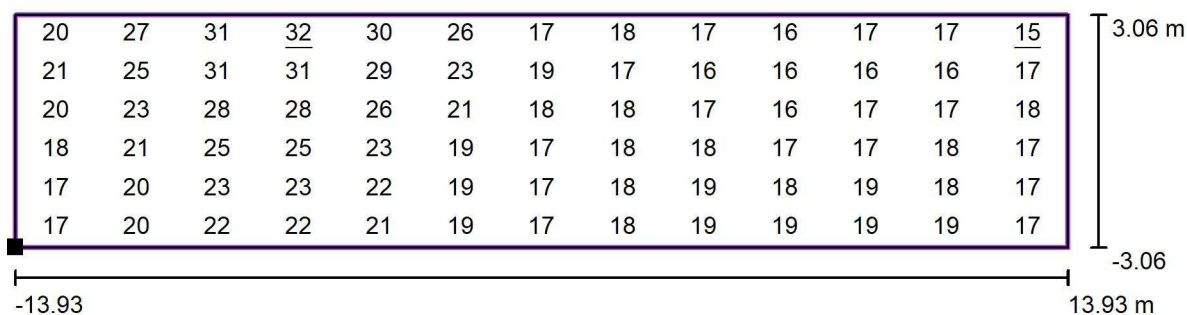 20 27 31 32 30 26 17 18 17 16 17 17 15 3.06 m
21 25 31 31 29 23 19 17 16 16 16 16 17
20 23 28 28 26 21 18 18 17 16 17 17 18
18 21 25 25 23 19 17 18 18 17 17 18 17
17 20 23 23 22 19 17 18 19 18 19 18 17
17 20 22 22 21 19 17 18 19 19 19 19 17
-3.06
-13.93 13.93 m